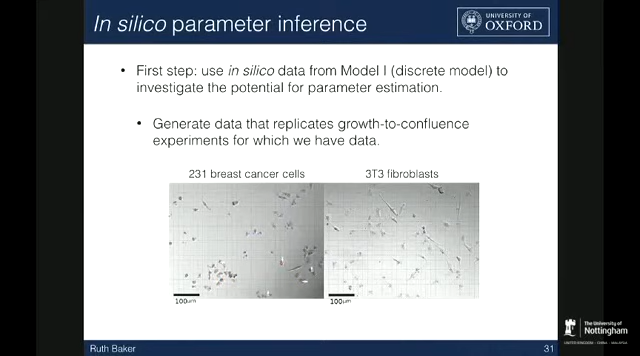 In silico parameter inference
UNIVERSITY OF
OXFORD
• First step: use in silico data from Model I (discrete model) to
investigate the potential for parameter estimation.
• Generate data that replicates growth-to-confluence
experiments for which we have data.
231 breast cancer cells
3T3 fibroblasts
100μm
100μm
Ruth Baker
31
The University of
Nottingham
UNITED KINGDOM · CHINA · MALAYSIA